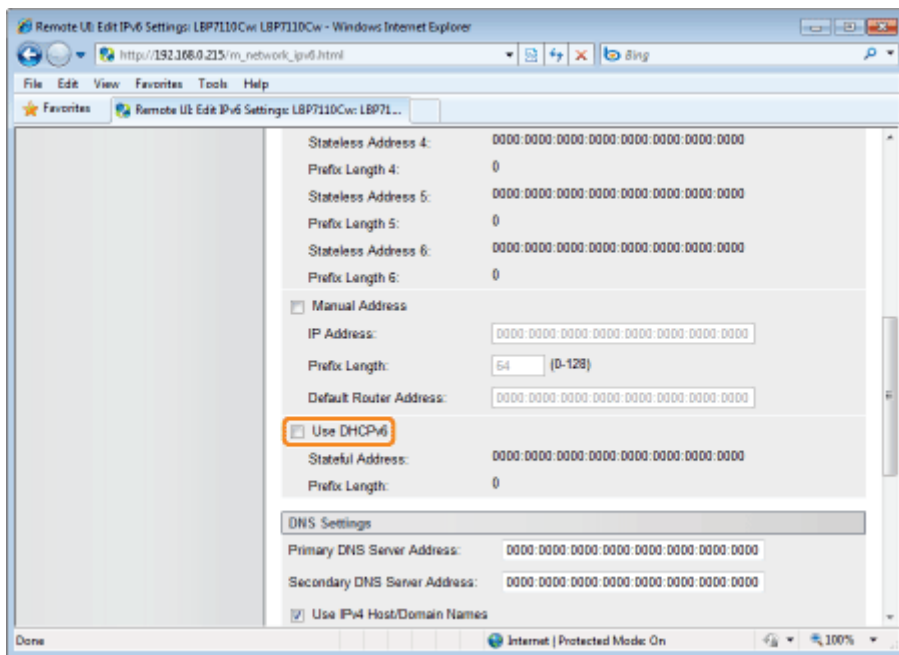 Remote UI: Edit IPv6 Settings: LBP7110Cw: LBP7110Cw - Windows Internet Explorer
http://192.168.0.215/m_network_ipv6.html
Bing
File Edit View Favorites Tools Help
Favorites
Remote UI: Edit IPv6 Settings: LBP7110Cw: LBP71...
Stateless Address 4: 0000:0000:0000:0000:0000:0000:0000:0000
Prefix Length 4: 0
Stateless Address 5: 0000:0000:0000:0000:0000:0000:0000:0000
Prefix Length 5: 0
Stateless Address 6: 0000:0000:0000:0000:0000:0000:0000:0000
Prefix Length 6: 0
Manual Address
IP Address: 0000:0000:0000:0000:0000:0000:0000:0000
Prefix Length: 64 (0-128)
Default Router Address: 0000:0000:0000:0000:0000:0000:0000:0000
Use DHCPv6
Stateful Address: 0000:0000:0000:0000:0000:0000:0000:0000
Prefix Length: 0
DNS Settings
Primary DNS Server Address: 0000:0000:0000:0000:0000:0000:0000:0000
Secondary DNS Server Address: 0000:0000:0000:0000:0000:0000:0000:0000
Use IPv4 Host/Domain Names
Done
Internet | Protected Mode: On
100%